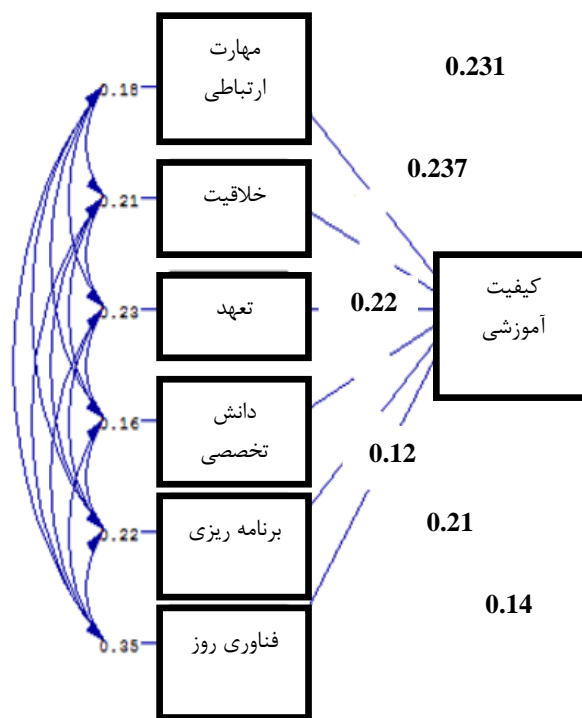 مهارت
ارتباطی
0.231
0.18
0.237
خلاقیت
0.21
کیفیت
آموزشی
تعهد
0.22
0.23
دانش
تخصصی
0.16
0.12
برنامه ریزی
0.21
0.22
0.14
فناوری روز
0.35